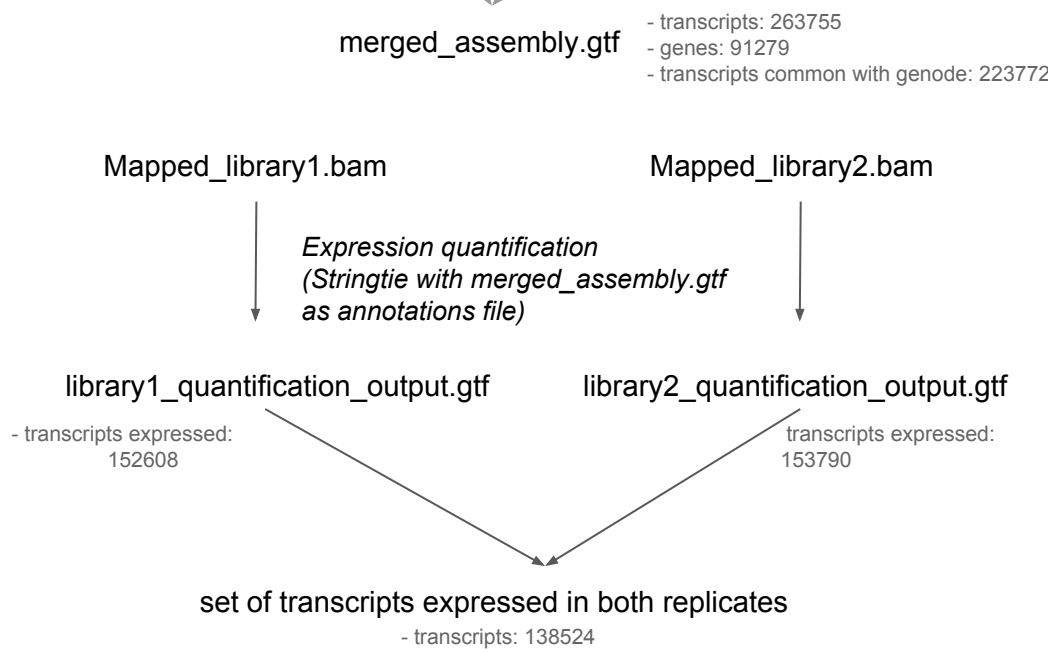 merged_assembly.gtf
- transcripts: 263755
- genes: 91279
- transcripts common with genode: 223772
Mapped_library1.bam
Mapped_library2.bam
Expression quantification
(Stringtie with merged_assembly.gtf
as annotations file)
library1_quantification_output.gtf
library2_quantification_output.gtf
- transcripts expressed:
152608
transcripts expressed:
153790
set of transcripts expressed in both replicates
- transcripts: 138524